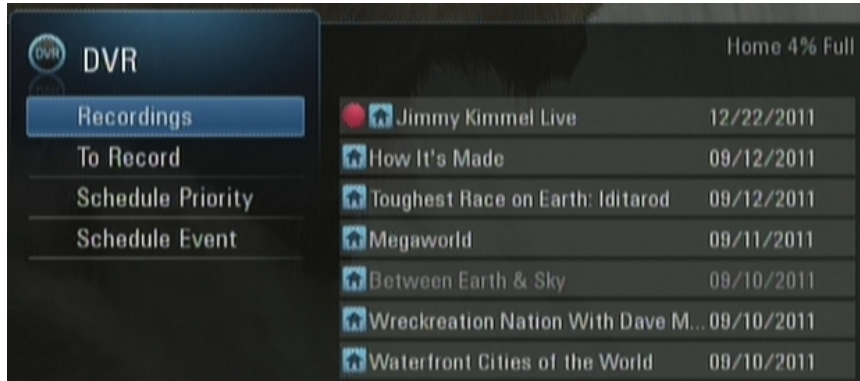 DVR
DVR
Home 4% Full
Recordings
To Record
Schedule Priority
Schedule Event
Jimmy Kimmel Live 12/22/2011
How It's Made 09/12/2011
Toughest Race on Earth: Iditarod 09/12/2011
Megaworld 09/11/2011
Between Earth & Sky 09/10/2011
Wreckreation Nation With Dave M... 09/10/2011
Waterfront Cities of the World 09/10/2011